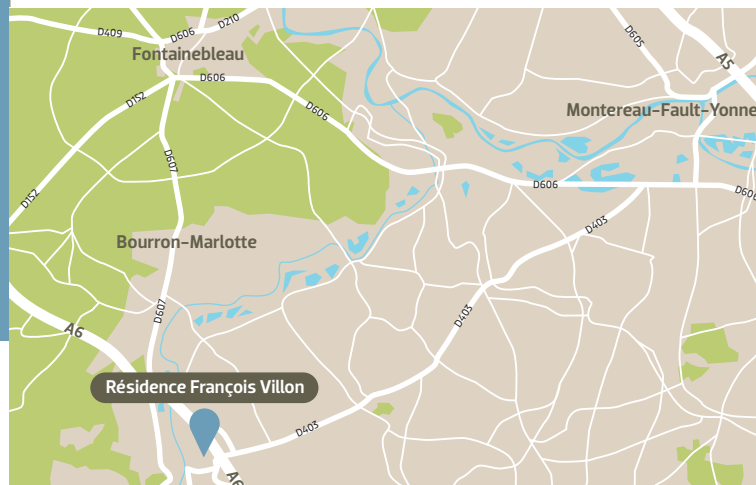 D409
D606
D210
Fontainebleau
D606
D152
D606
D605
A5
Montereau-Fault-Yonne
D607
D152
D606
D606
D403
Bourron-Marlotte
D607
A6
D403
Résidence François Villon
D403
A6